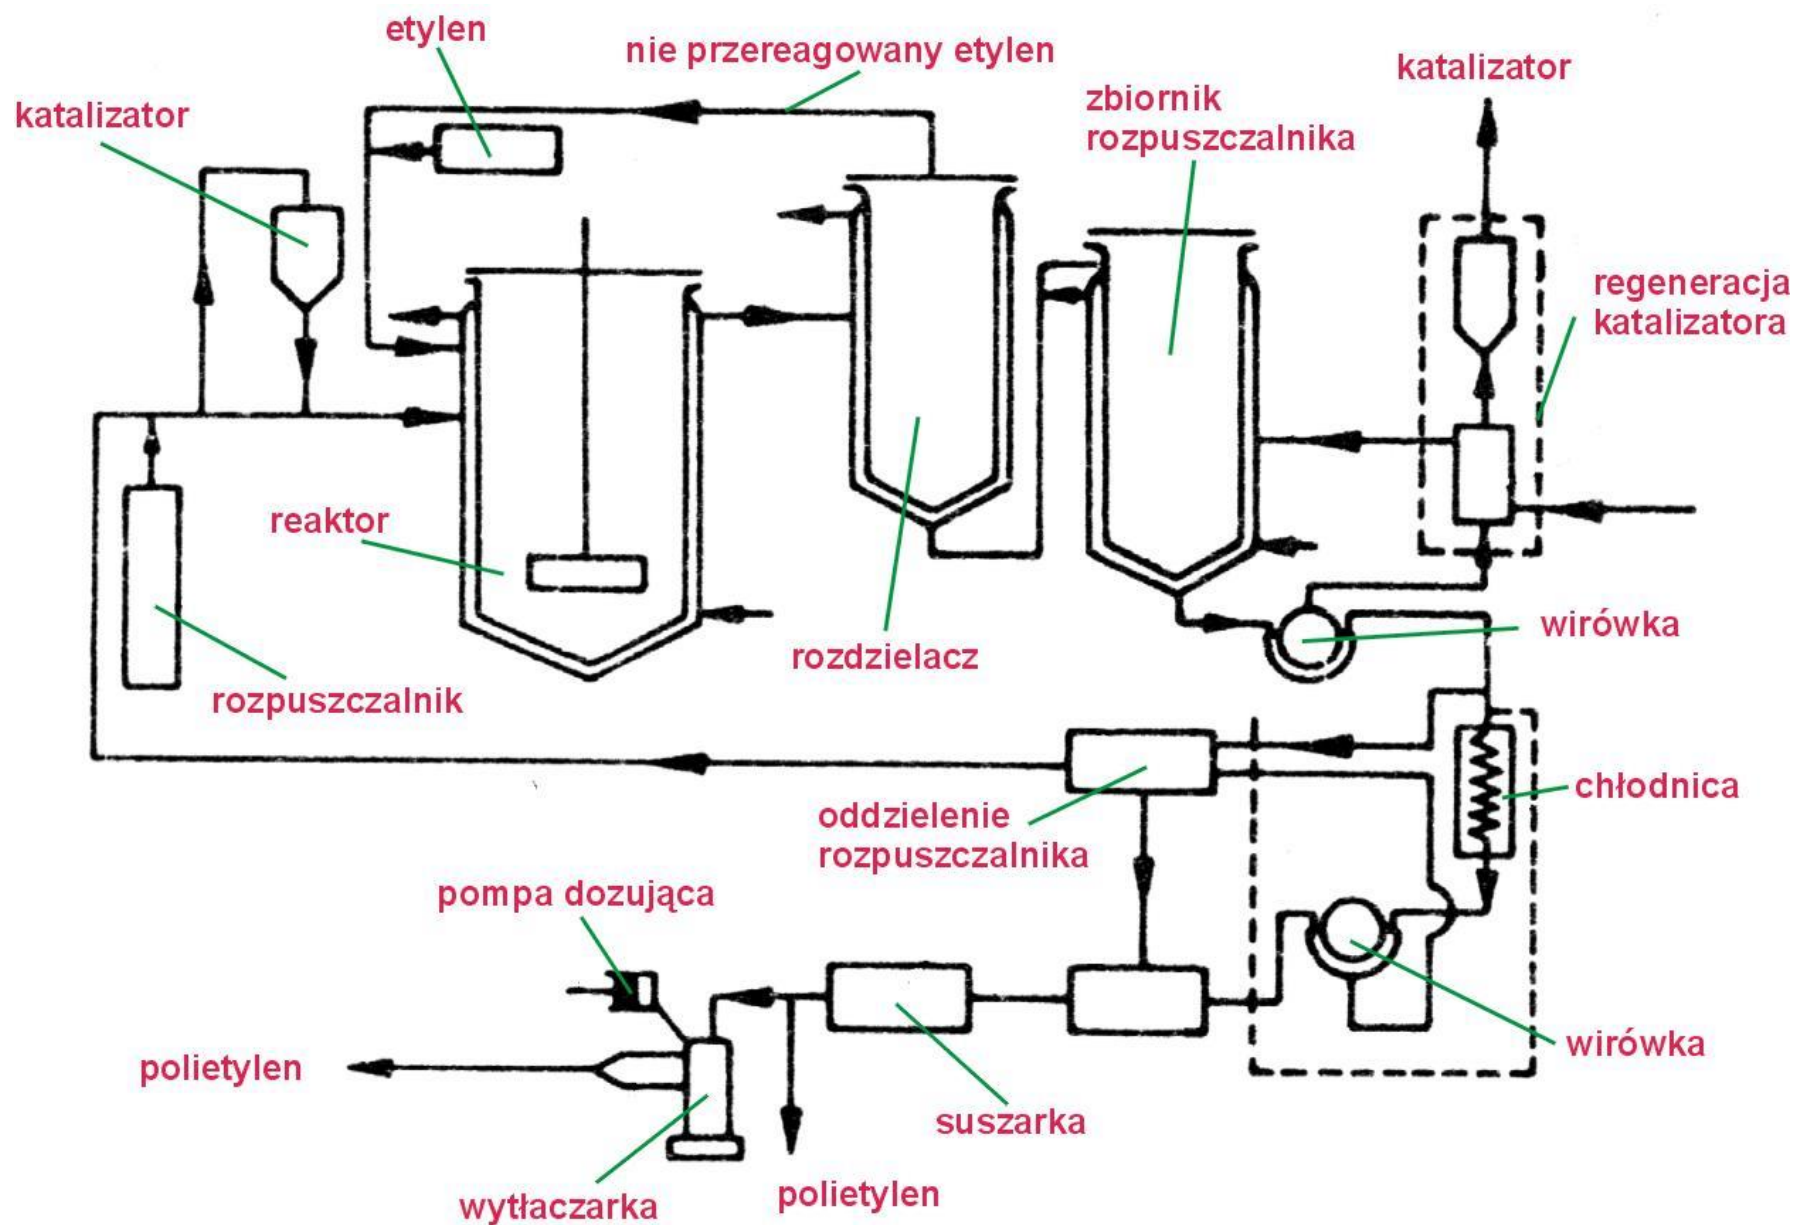 etylen
nie przereagowany etylen
katalizator
zbiornik
rozpuszczalnika
katalizator
regeneracja
katalizatora
reaktor
rozdzielacz
wirówka
rozpuszczalnik
chłodnica
oddzielenie
rozpuszczalnika
pompa dozująca
wirówka
polietylen
suszarka
wytłaczarka
polietylen